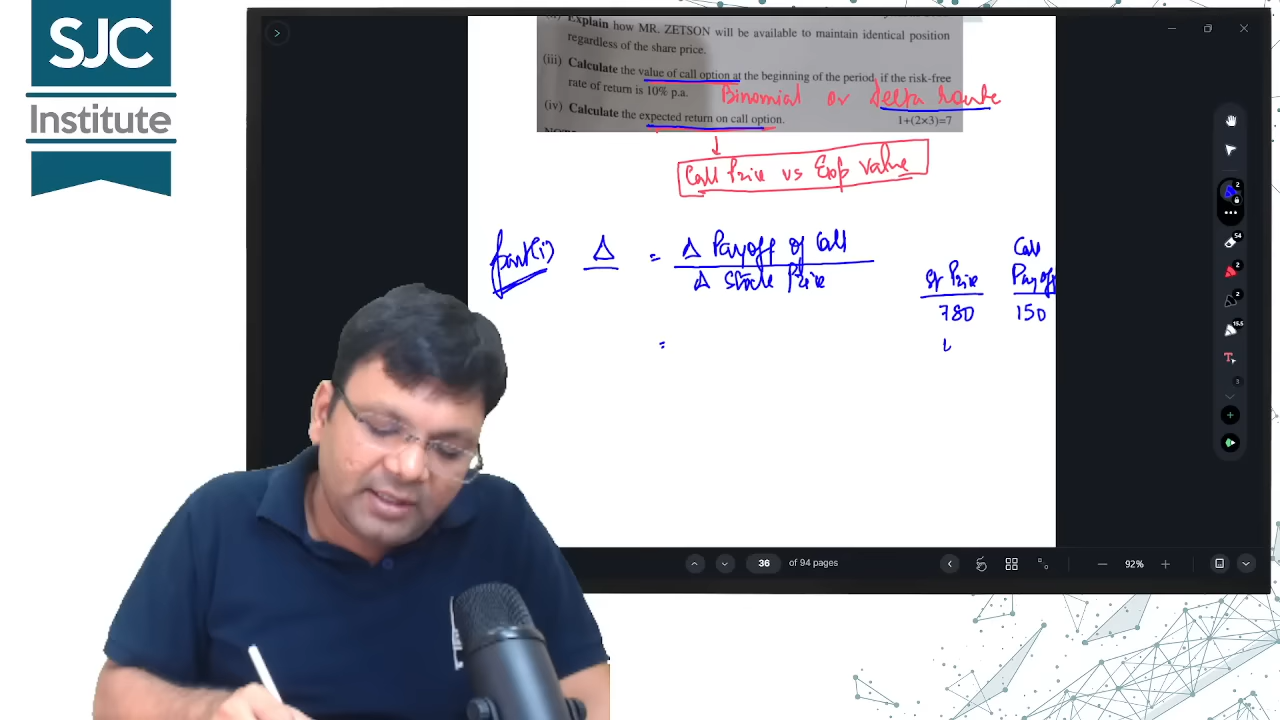 SJC
Institute
Explain how MR. ZETSON will be available to maintain identical position
regardless of the share price.
(iii) Calculate the value of call option at the beginning of the period, if the risk-free
rate of return is 10% p.a.
Binomial or Delta Route
(iv) Calculate the expected return on call option.
1+(2×3)=7
Call Price vs Exp value
Part(i) Δ = Δ Payoff of Call
Δ Stock Price
=
Call
St Price Payoff
780 150
36 of 94 pages
92%